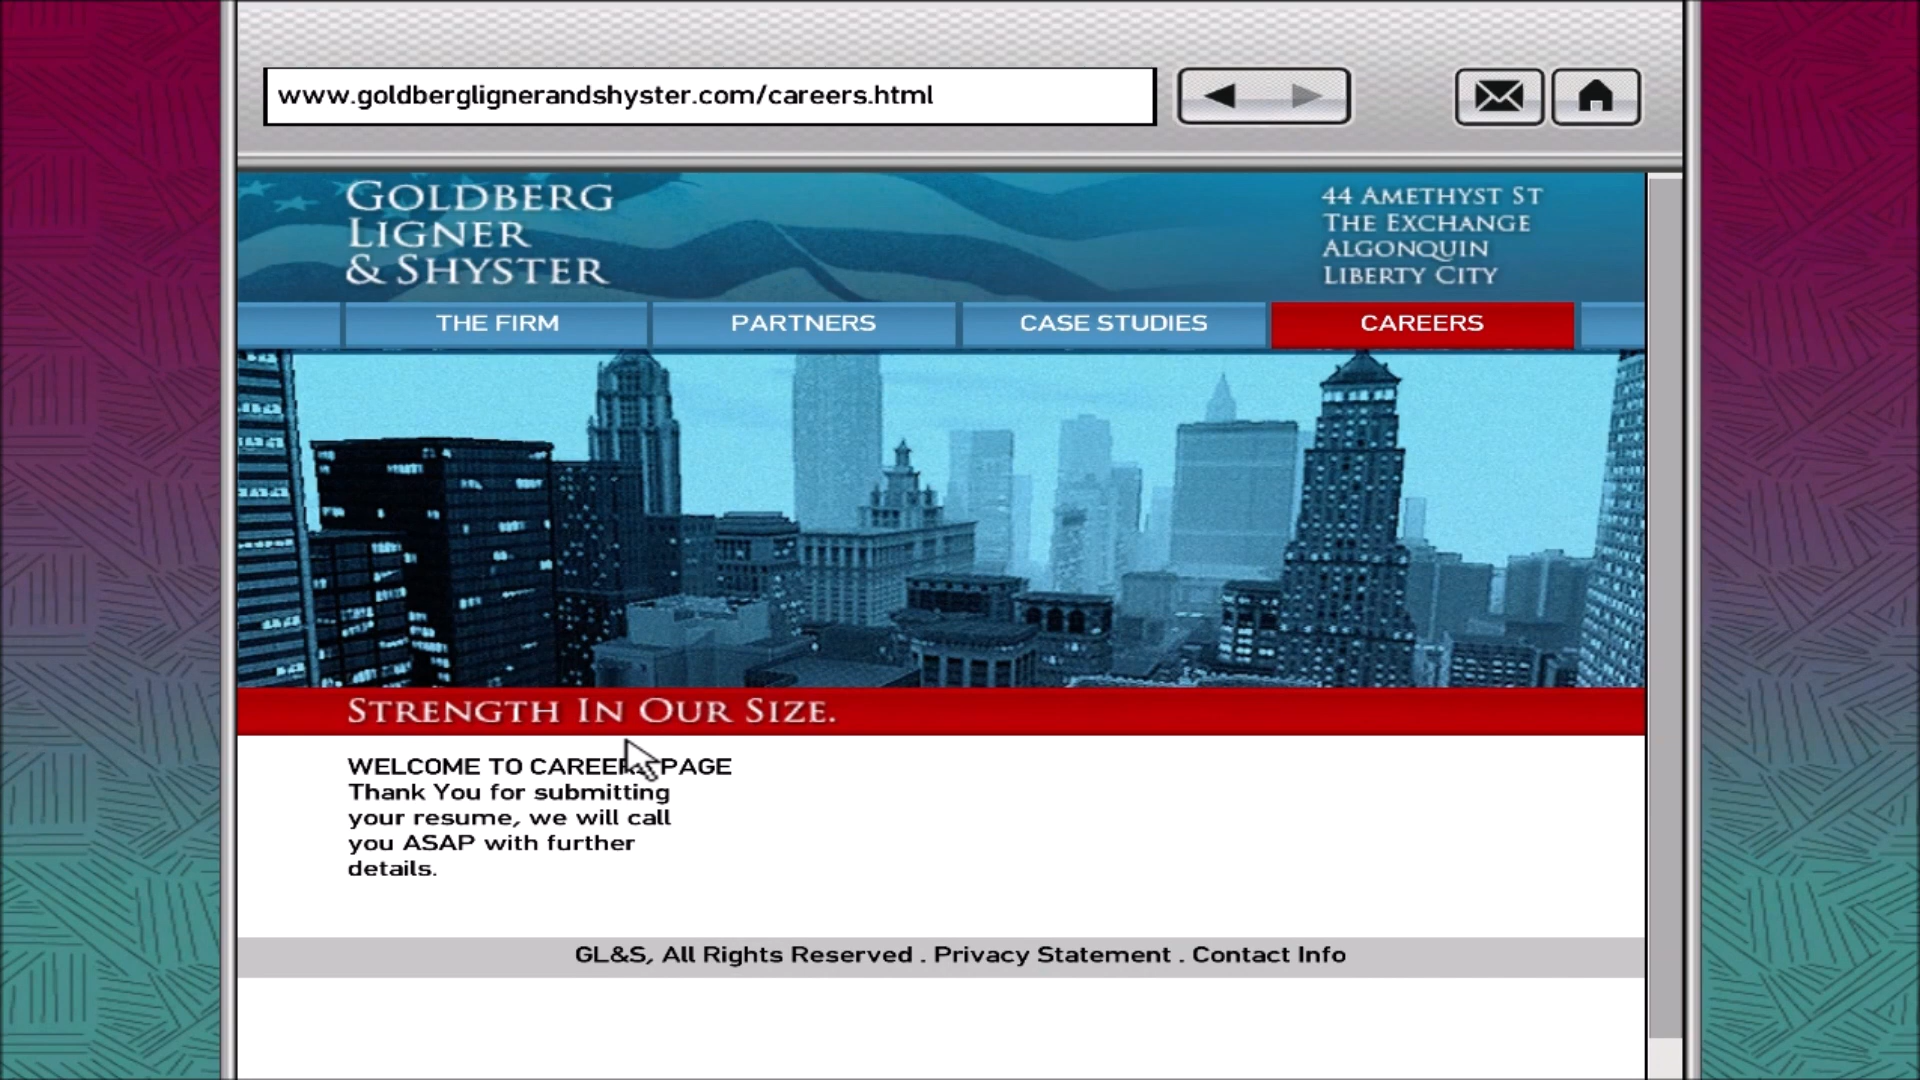 www.goldberglignerandshyster.com/careers.html
GOLDBERG
LIGNER
& SHYSTER
44 AMETHYST ST
THE EXCHANGE
ALGONQUIN
LIBERTY CITY
THE FIRM
PARTNERS
CASE STUDIES
CAREERS
STRENGTH IN OUR SIZE.
WELCOME TO CAREERS PAGE
Thank You for submitting
your resume, we will call
you ASAP with further
details.
GL&S, All Rights Reserved . Privacy Statement . Contact Info